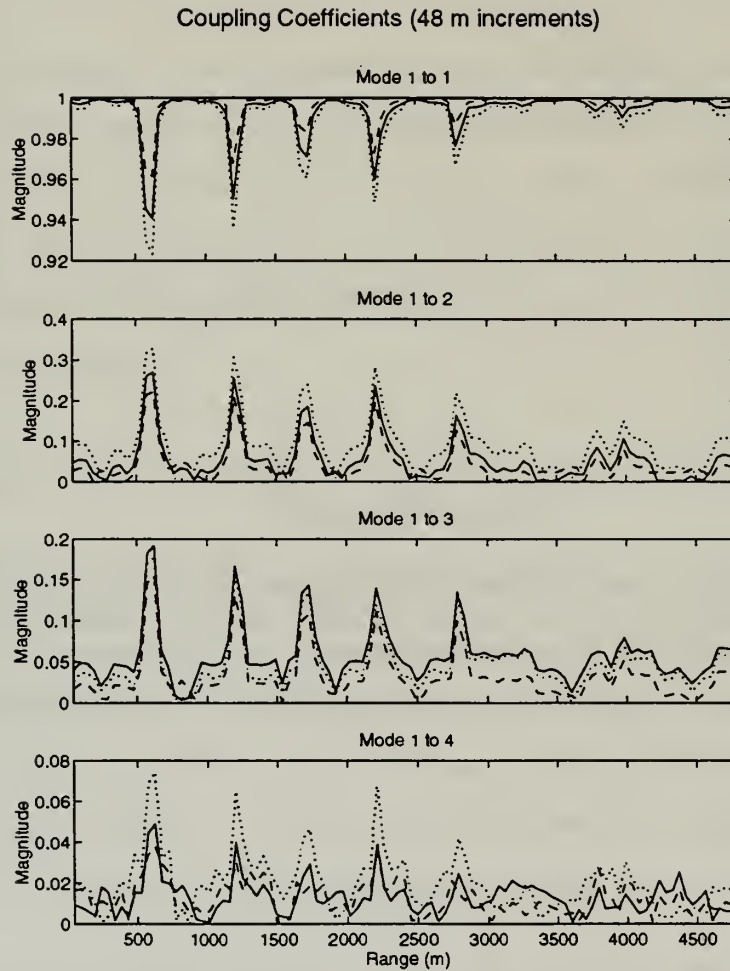 Coupling Coefficients (48 m increments)
Mode 1 to 1
Magnitude
1
0.98
0.96
0.94
0.92
Mode 1 to 2
Magnitude
0.4
0.3
0.2
0.1
0
Mode 1 to 3
Magnitude
0.2
0.15
0.1
0.05
0
Mode 1 to 4
Magnitude
0.08
0.06
0.04
0.02
0
500 1000 1500 2000 2500 3000 3500 4000 4500
Range (m)